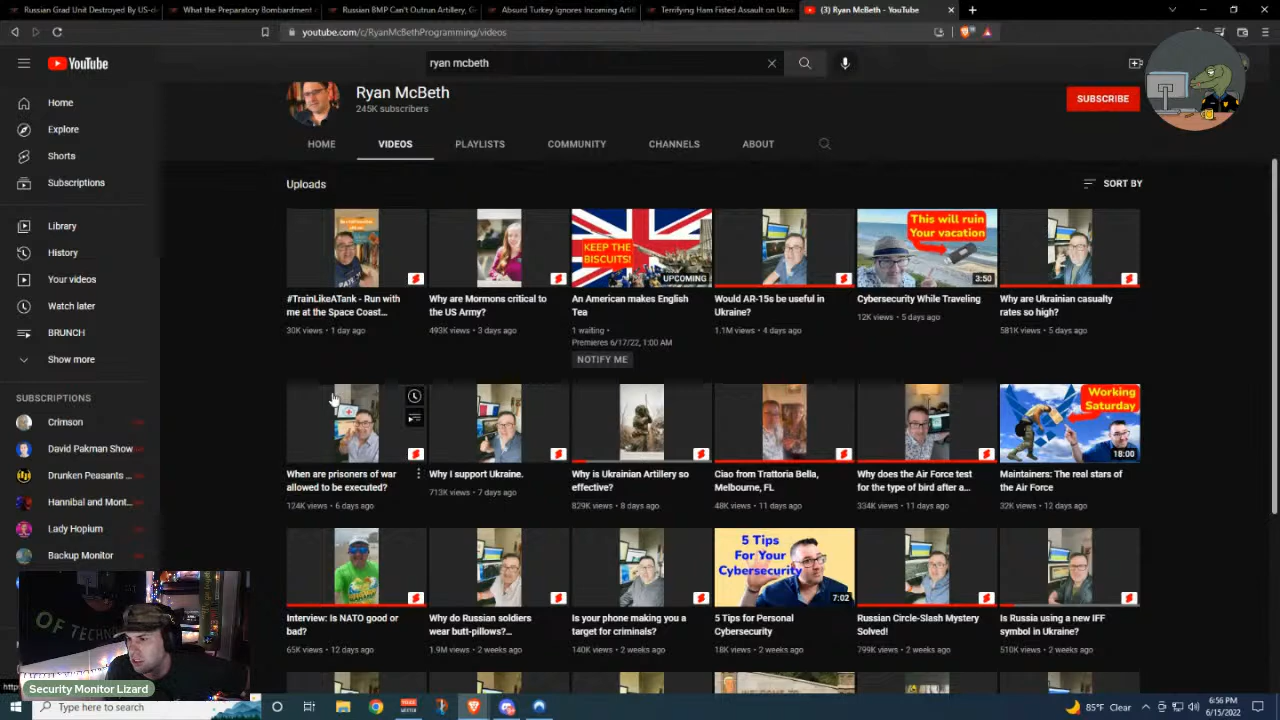 Russian Grad Unit Destroyed By US-d
What the Preparatory Bombardment
Russian BMP Can't Outrun Artillery, G
Absurd Turkey Ignores Incoming Artil
Terrifying Ham Fisted Assault on Ukra
(3) Ryan McBeth - YouTube
youtube.com/c/RyanMcBethProgramming/videos
YouTube
ryan mcbeth
Home
Explore
Shorts
Subscriptions
Library
History
Your videos
Watch later
BRUNCH
Show more
SUBSCRIPTIONS
Crimson
David Pakman Show
Drunken Peasants ...
Hannibal and Mont...
Lady Hopium
Backup Monitor
Ryan McBeth
245K subscribers
SUBSCRIBE
HOME
VIDEOS
PLAYLISTS
COMMUNITY
CHANNELS
ABOUT
Uploads
SORT BY
#TrainLikeATank - Run with
me at the Space Coast...
30K views • 1 day ago
Why are Mormons critical to
the US Army?
493K views • 3 days ago
KEEP THE
BISCUITS!
UPCOMING
An American makes English
Tea
1 waiting •
Premieres 6/17/22, 1:00 AM
NOTIFY ME
Would AR-15s be useful in
Ukraine?
1.1M views • 4 days ago
This will ruin
Your vacation
3:50
Cybersecurity While Traveling
12K views • 5 days ago
Why are Ukrainian casualty
rates so high?
581K views • 5 days ago
When are prisoners of war
allowed to be executed?
124K views • 6 days ago
Why I support Ukraine.
713K views • 7 days ago
Why is Ukrainian Artillery so
effective?
829K views • 8 days ago
Ciao from Trattoria Bella,
Melbourne, FL
48K views • 11 days ago
Why does the Air Force test
for the type of bird after a...
334K views • 11 days ago
Working
Saturday
18:00
Maintainers: The real stars of
the Air Force
32K views • 12 days ago
Interview: Is NATO good or
bad?
65K views • 12 days ago
Why do Russian soldiers
wear butt-pillows?...
1.9M views • 2 weeks ago
Is your phone making you a
target for criminals?
140K views • 2 weeks ago
5 Tips
For Your
Cybersecurity
7:02
5 Tips for Personal
Cybersecurity
18K views • 2 weeks ago
Russian Circle-Slash Mystery
Solved!
799K views • 2 weeks ago
Is Russia using a new IFF
symbol in Ukraine?
510K views • 2 weeks ago
OF TECHNO
http
Security Monitor Lizard
Type here to search
85°F Clear
6:56 PM
6/15/2022